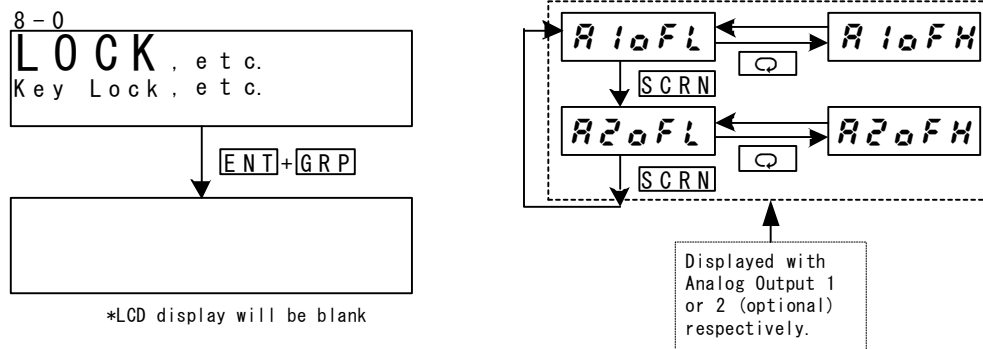 8-0
LOCK, etc.
Key Lock, etc.
ENT+GRP
*LCD display will be blank
A1oFL
A1oFH
SCRN
A2oFL
A2oFH
SCRN
Displayed with
Analog Output 1
or 2 (optional)
respectively.